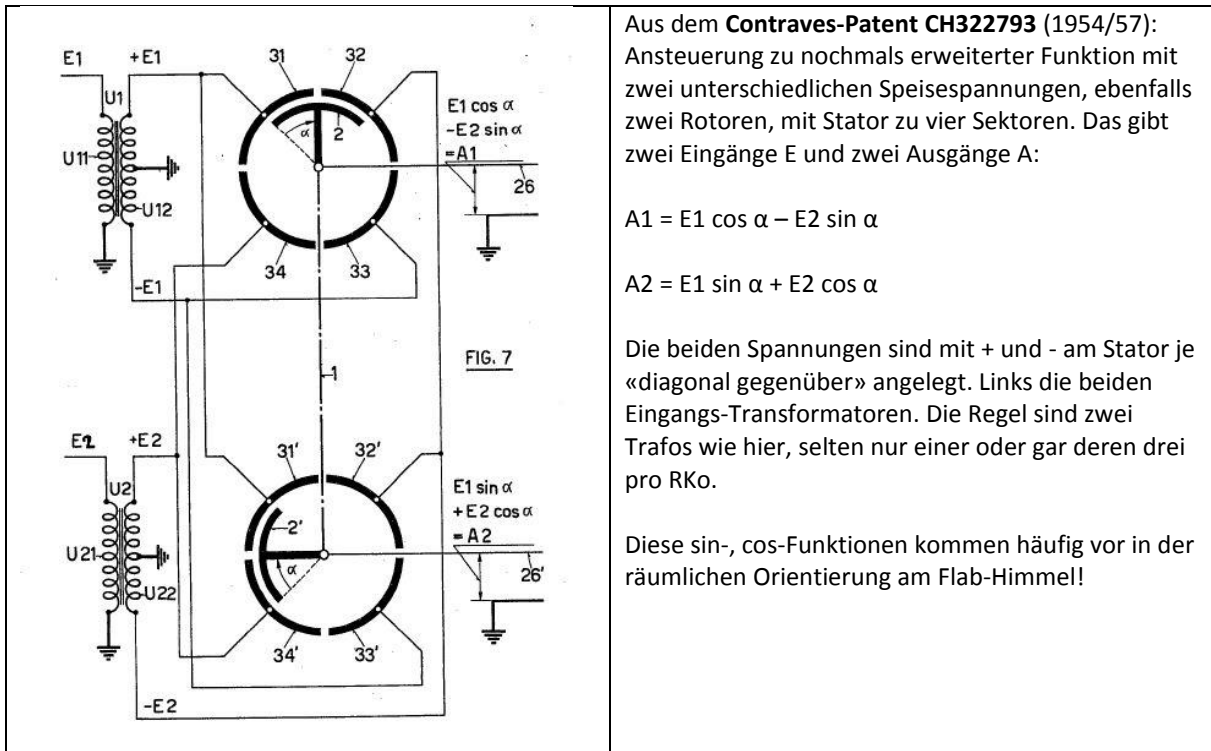 E1
+E1
31
32
U1
E1 cos α
-E2 sin α
= A1
α
2
U11
26
U12
34
33
-E1
FIG. 7
1
E2
+E2
31'
32'
U2
E1 sin α
+ E2 cos α
= A2
2'
U21
26'
α
U22
34'
33'
-E2
Aus dem Contraves-Patent CH322793 (1954/57):
Ansteuerung zu nochmals erweiterter Funktion mit
zwei unterschiedlichen Speisespannungen, ebenfalls
zwei Rotoren, mit Stator zu vier Sektoren. Das gibt
zwei Eingänge E und zwei Ausgänge A:
A1 = E1 cos α – E2 sin α
A2 = E1 sin α + E2 cos α
Die beiden Spannungen sind mit + und - am Stator je
«diagonal gegenüber» angelegt. Links die beiden
Eingangs-Transformatoren. Die Regel sind zwei
Trafos wie hier, selten nur einer oder gar deren drei
pro RKo.
Diese sin-, cos-Funktionen kommen häufig vor in der
räumlichen Orientierung am Flab-Himmel!